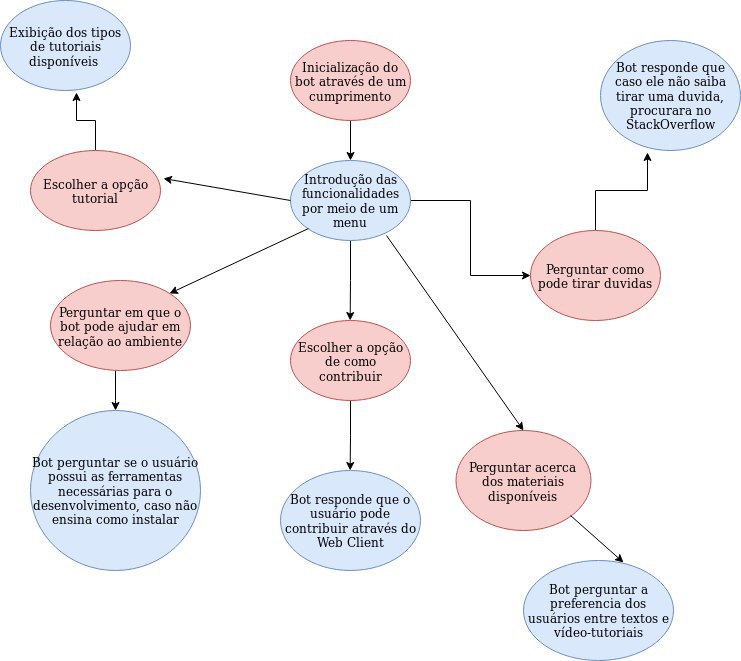 Exibição dos tipos
de tutoriais
disponíveis
Inicialização do
bot através de um
cumprimento
Bot responde que
caso ele não saiba
tirar uma duvida,
procurara no
StackOverflow
Escolher a opção
tutorial
Introdução das
funcionalidades
por meio de um
menu
Perguntar como
pode tirar duvidas
Perguntar em que o
bot pode ajudar em
relação ao ambiente
Escolher a opção
de como
contribuir
Perguntar acerca
dos materiais
disponíveis
Bot perguntar se o usuário
possui as ferramentas
necessárias para o
desenvolvimento, caso não
ensina como instalar
Bot responde que o
usuário pode
contribuir através do
Web Client
Bot perguntar a
preferencia dos
usuários entre textos e
vídeo-tutoriais